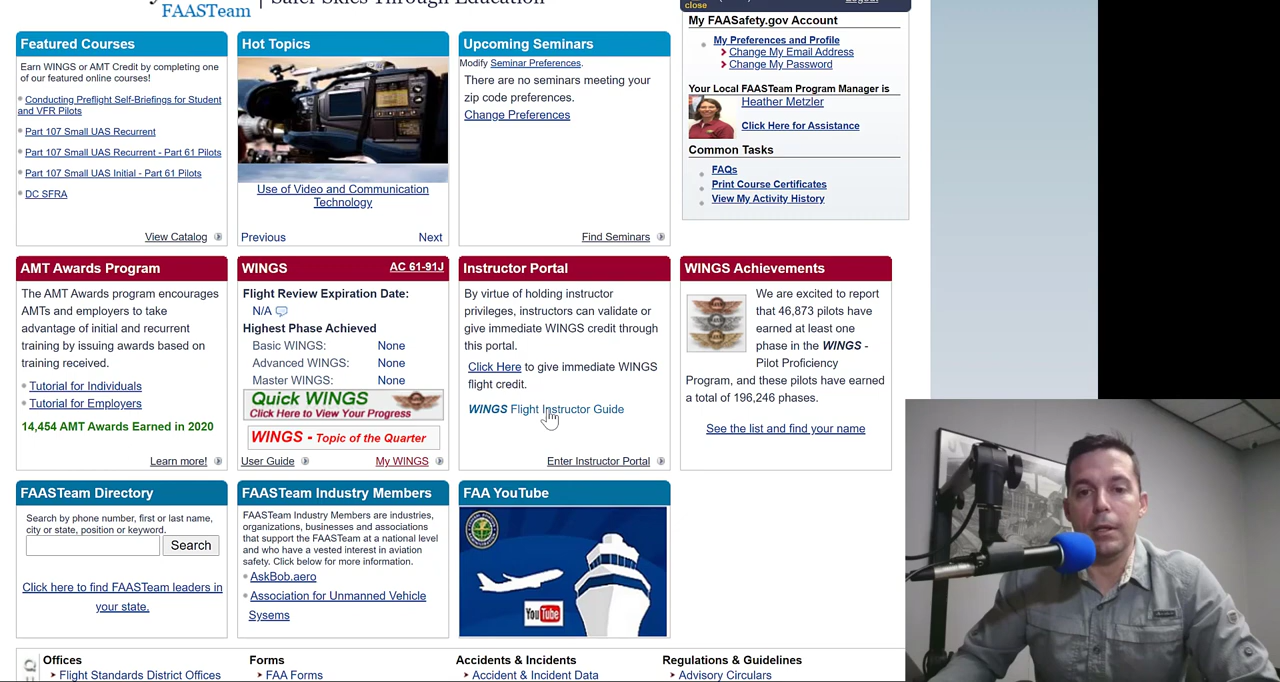 FAASTeam
Safer Skies Through Education
close
Logout
Featured Courses
Earn WINGS or AMT Credit by completing one
of our featured online courses!
Conducting Preflight Self-Briefings for Student
and VFR Pilots
Part 107 Small UAS Recurrent
Part 107 Small UAS Recurrent - Part 61 Pilots
Part 107 Small UAS Initial - Part 61 Pilots
DC SFRA
View Catalog
Hot Topics
Use of Video and Communication
Technology
Previous
Next
Upcoming Seminars
Modify Seminar Preferences.
There are no seminars meeting your
zip code preferences.
Change Preferences
Find Seminars
My FAASafety.gov Account
My Preferences and Profile
Change My Email Address
Change My Password
Your Local FAASTeam Program Manager is
Heather Metzler
Click Here for Assistance
Common Tasks
FAQs
Print Course Certificates
View My Activity History
AMT Awards Program
The AMT Awards program encourages
AMTs and employers to take
advantage of initial and recurrent
training by issuing awards based on
training received.
Tutorial for Individuals
Tutorial for Employers
14,454 AMT Awards Earned in 2020
Learn more!
WINGS
AC 61-91J
Flight Review Expiration Date:
N/A
Highest Phase Achieved
Basic WINGS: None
Advanced WINGS: None
Master WINGS: None
Quick WINGS
Click Here to View Your Progress
WINGS - Topic of the Quarter
User Guide
My WINGS
Instructor Portal
By virtue of holding instructor
privileges, instructors can validate or
give immediate WINGS credit through
this portal.
Click Here to give immediate WINGS
flight credit.
WINGS Flight Instructor Guide
Enter Instructor Portal
WINGS Achievements
We are excited to report
that 46,873 pilots have
earned at least one
phase in the WINGS -
Pilot Proficiency
Program, and these pilots have earned
a total of 196,246 phases.
See the list and find your name
FAASTeam Directory
Search by phone number, first or last name,
city or state, position or keyword.
Search
Click here to find FAASTeam leaders in
your state.
FAASTeam Industry Members
FAASTeam Industry Members are industries,
organizations, businesses and associations
that support the FAASTeam at a national level
and who have a vested interest in aviation
safety. Click below for more information.
AskBob.aero
Association for Unmanned Vehicle
Sysems
FAA YouTube
YouTube
Offices
Flight Standards District Offices
Forms
FAA Forms
Accidents & Incidents
Accident & Incident Data
Regulations & Guidelines
Advisory Circulars